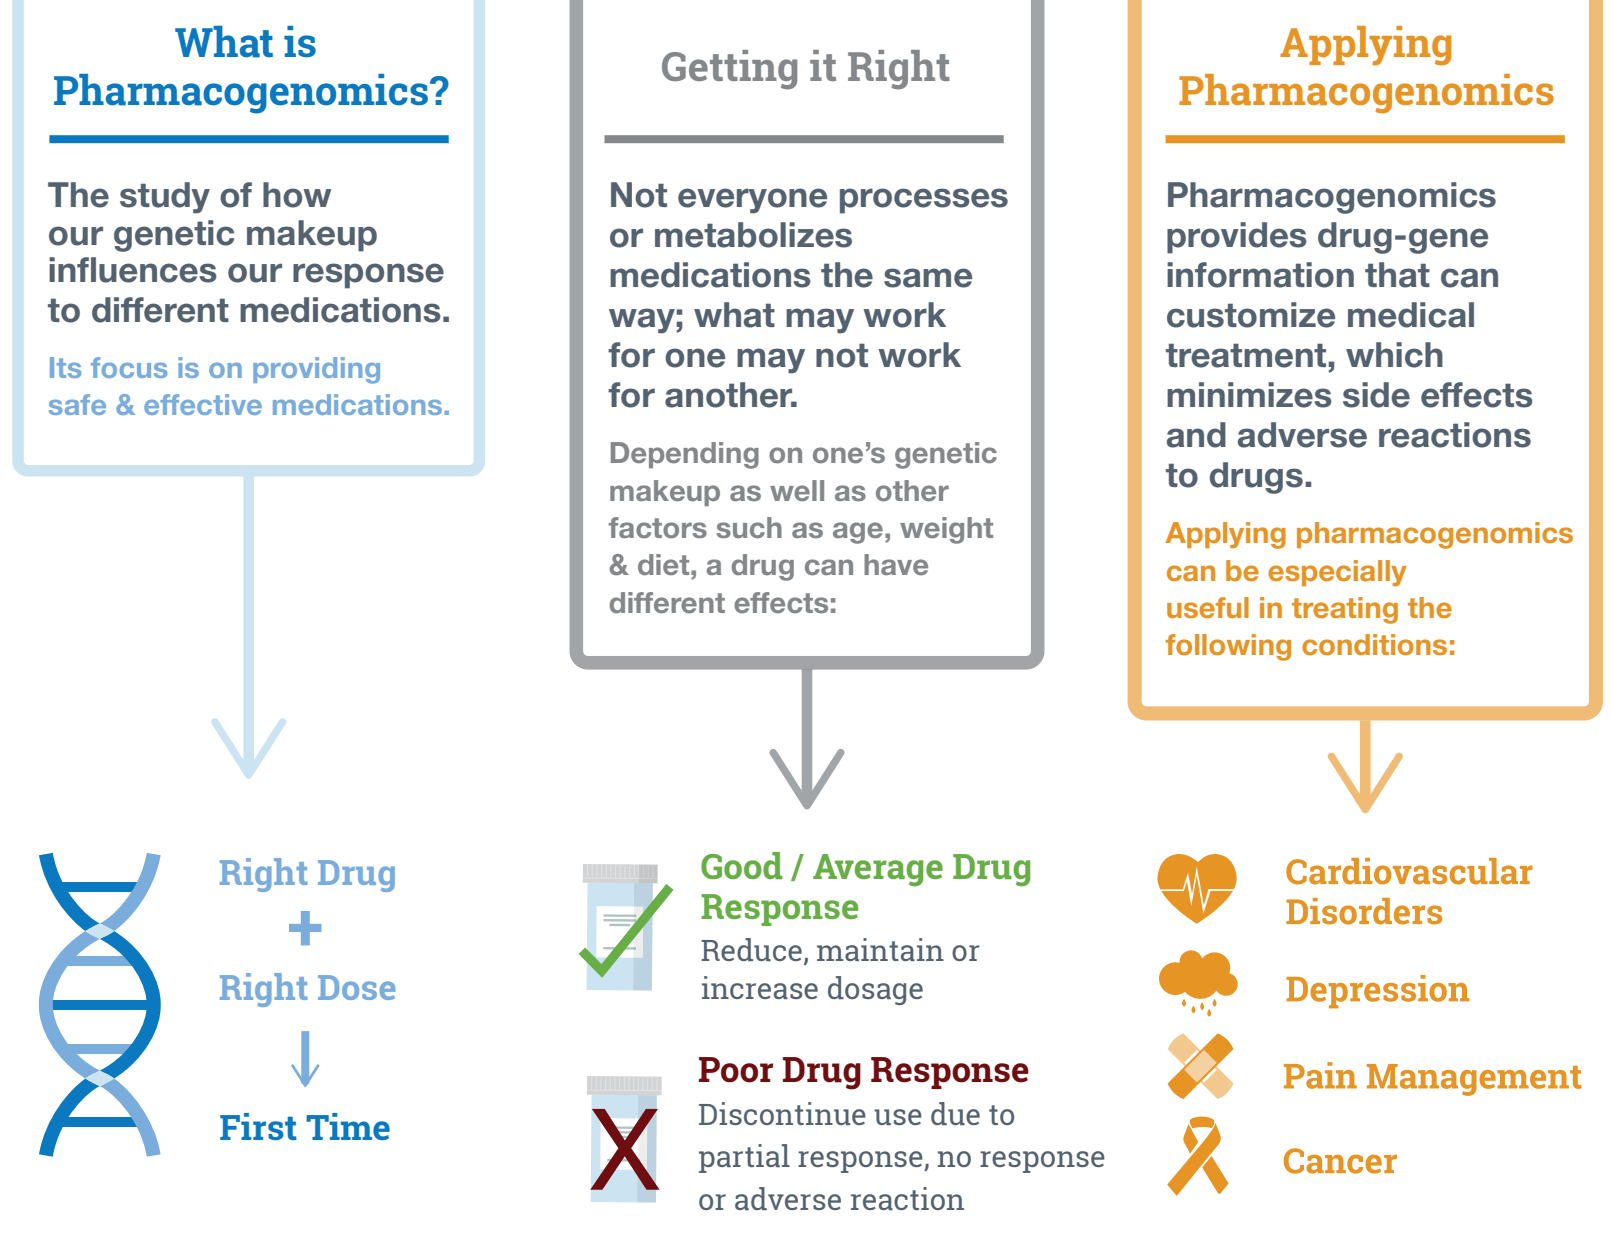 What is
Pharmacogenomics?
The study of how
our genetic makeup
influences our response
to different medications.
Its focus is on providing
safe & effective medications.
Right Drug
+
Right Dose
First Time
Getting it Right
Not everyone processes
or metabolizes
medications the same
way; what may work
for one may not work
for another.
Depending on one's genetic
makeup as well as other
factors such as age, weight
& diet, a drug can have
different effects:
Good / Average Drug
Response
Reduce, maintain or
increase dosage
Poor Drug Response
Discontinue use due to
partial response, no response
or adverse reaction
Applying
Pharmacogenomics
Pharmacogenomics
provides drug-gene
information that can
customize medical
treatment, which
minimizes side effects
and adverse reactions
to drugs.
Applying pharmacogenomics
can be especially
useful in treating the
following conditions:
Cardiovascular
Disorders
Depression
Pain Management
Cancer